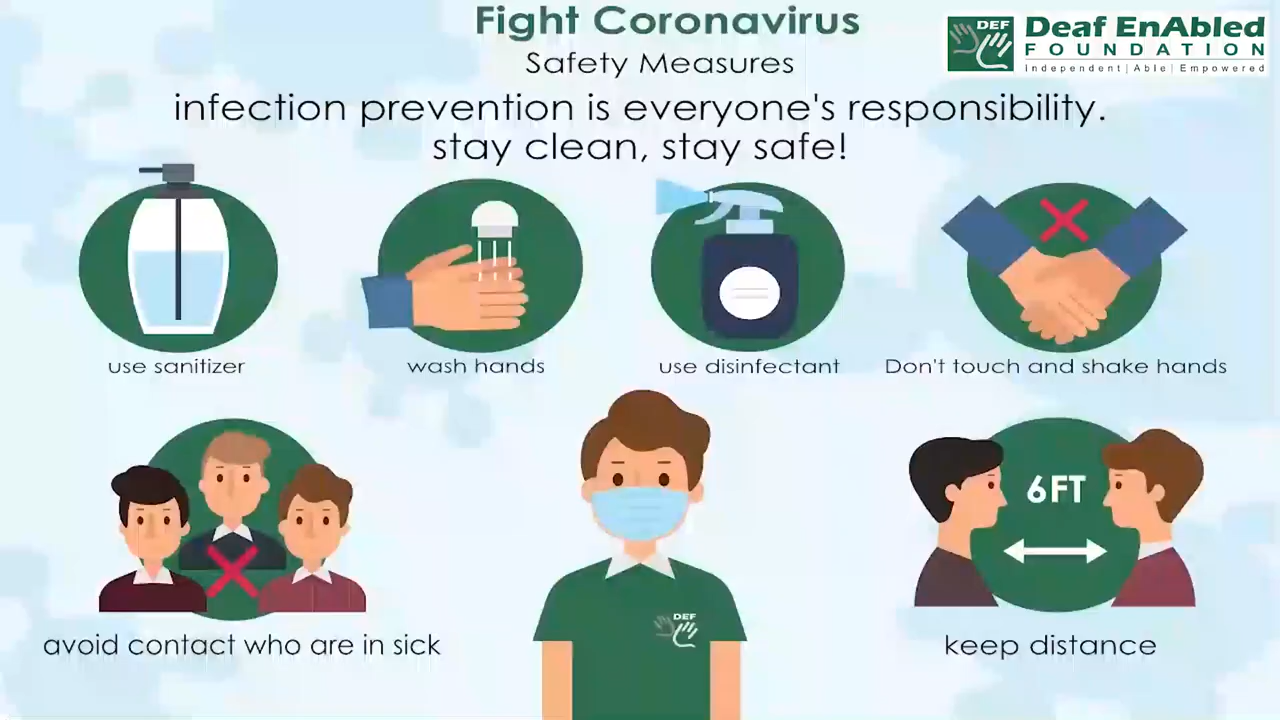 Fight Coronavirus
Safety Measures
DEF
Deaf EnAbled
FOUNDATION
Independent | Able | Empowered
infection prevention is everyone's responsibility.
stay clean, stay safe!
use sanitizer
wash hands
use disinfectant
Don't touch and shake hands
6FT
DEF
avoid contact who are in sick
keep distance